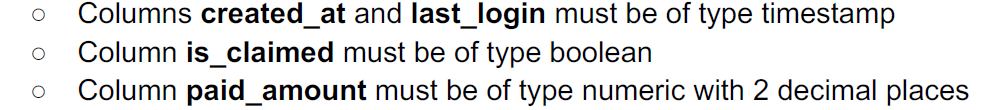 ○ Columns created_at and last_login must be of type timestamp
○ Column is_claimed must be of type boolean
○ Column paid_amount must be of type numeric with 2 decimal places